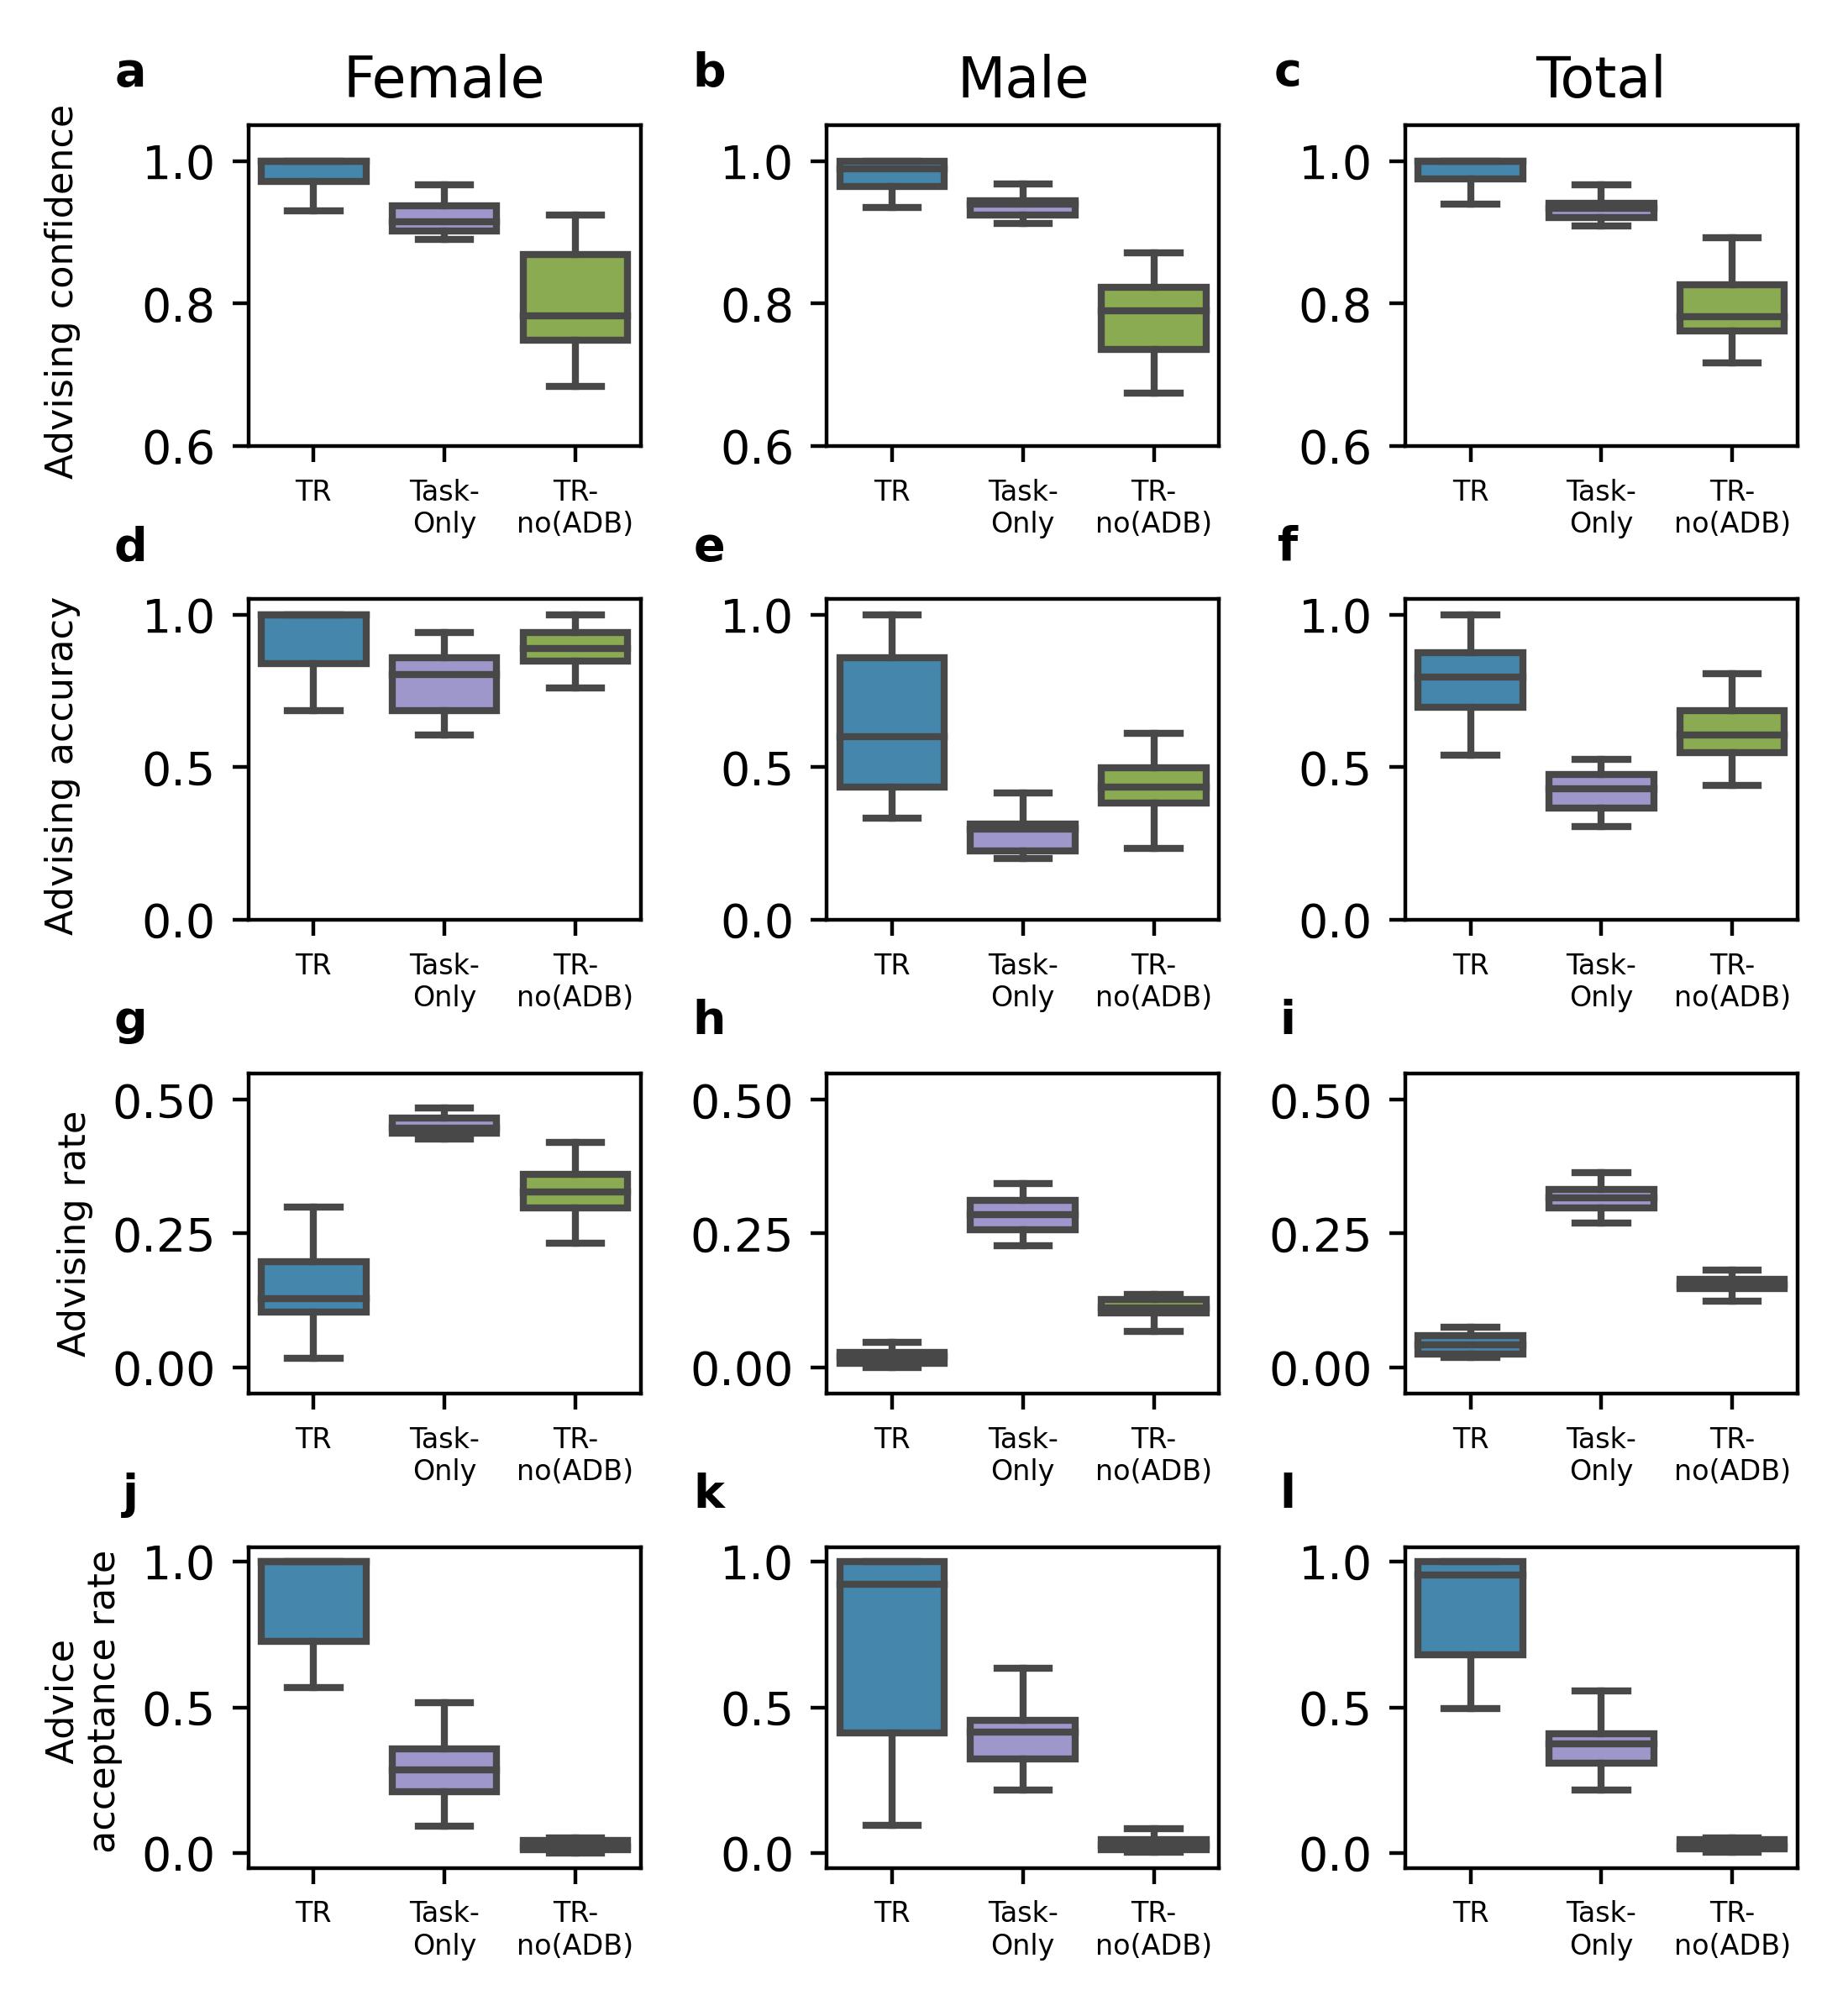 a Female b Male c Total
Advising confidence
1.0 1.0 1.0
0.8 0.8 0.8
0.6 0.6 0.6
TR Task- TR- TR Task- TR- TR Task- TR-
Only no(ADB) Only no(ADB) Only no(ADB)
d e f
Advising accuracy
1.0 1.0 1.0
0.5 0.5 0.5
0.0 0.0 0.0
TR Task- TR- TR Task- TR- TR Task- TR-
Only no(ADB) Only no(ADB) Only no(ADB)
g h i
Advising rate
0.50 0.50 0.50
0.25 0.25 0.25
0.00 0.00 0.00
TR Task- TR- TR Task- TR- TR Task- TR-
Only no(ADB) Only no(ADB) Only no(ADB)
j k l
Advice
acceptance rate
1.0 1.0 1.0
0.5 0.5 0.5
0.0 0.0 0.0
TR Task- TR- TR Task- TR- TR Task- TR-
Only no(ADB) Only no(ADB) Only no(ADB)